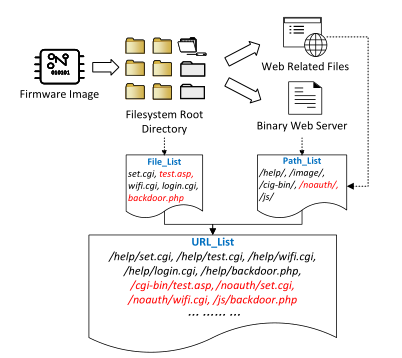 010101
Firmware Image
Filesystem Root
Directory
Web Related Files
Binary Web Server
File_List
set.cgi, test.asp,
wifi.cgi, login.cgi,
backdoor.php
Path_List
/help/, /image/,
/cig-bin/, /noauth/,
/js/
URL_List
/help/set.cgi, /help/test.cgi, /help/wifi.cgi,
/help/login.cgi, /help/backdoor.php,
/cgi-bin/test.asp, /noauth/set.cgi,
/noauth/wifi.cgi, /js/backdoor.php
... ... ... ...